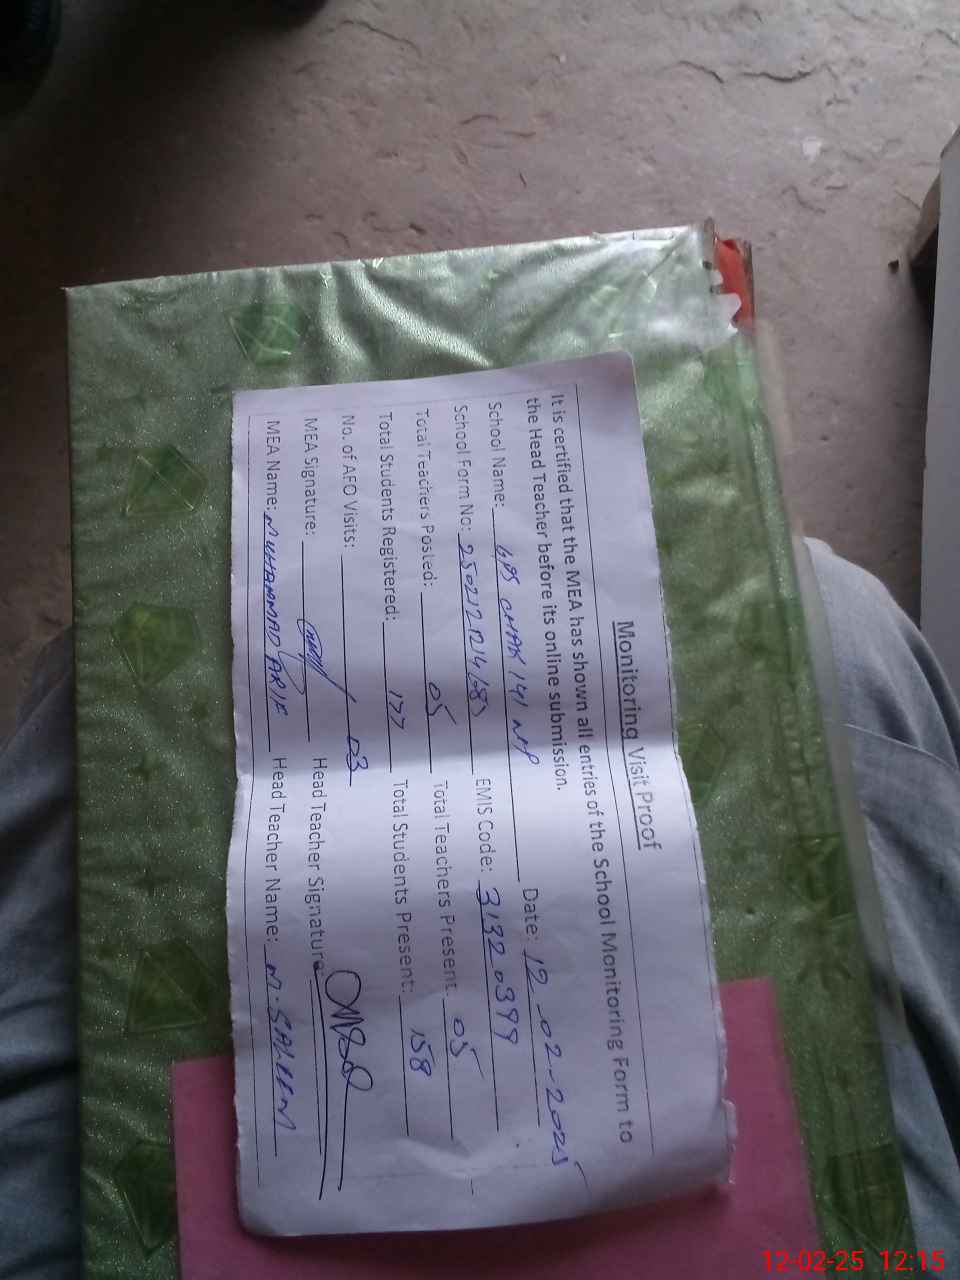 Monitoring Visit Proof
It is certified that the MEA has shown all entries of the School Monitoring Form to
the Head Teacher before its online submission.
School Name: GPS CHAK 141 NP Date: 12-02-2025
School Form No: EMIS Code: 31320399
Total Teachers Posted: 05 Total Teachers Present: 05
Total Students Registered: 177 Total Students Present: 158
No. of AFO Visits: 03
MEA Signature: Head Teacher Signature
MEA Name: MUHAMMAD ARIF Head Teacher Name: M. SALEEM
12-02-25 12:15